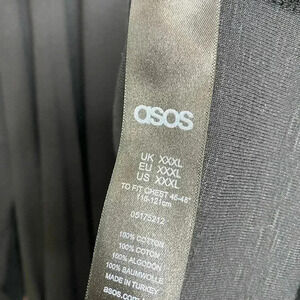 asos
UK XXXL
EU XXXL
US XXXL
TO FIT CHEST 46-48"
116-121cm
05175212
100% COTTON
100% COTON
100% ALGODÓN
100% BAUMWOLLE
MADE IN TURKEY
asos.com